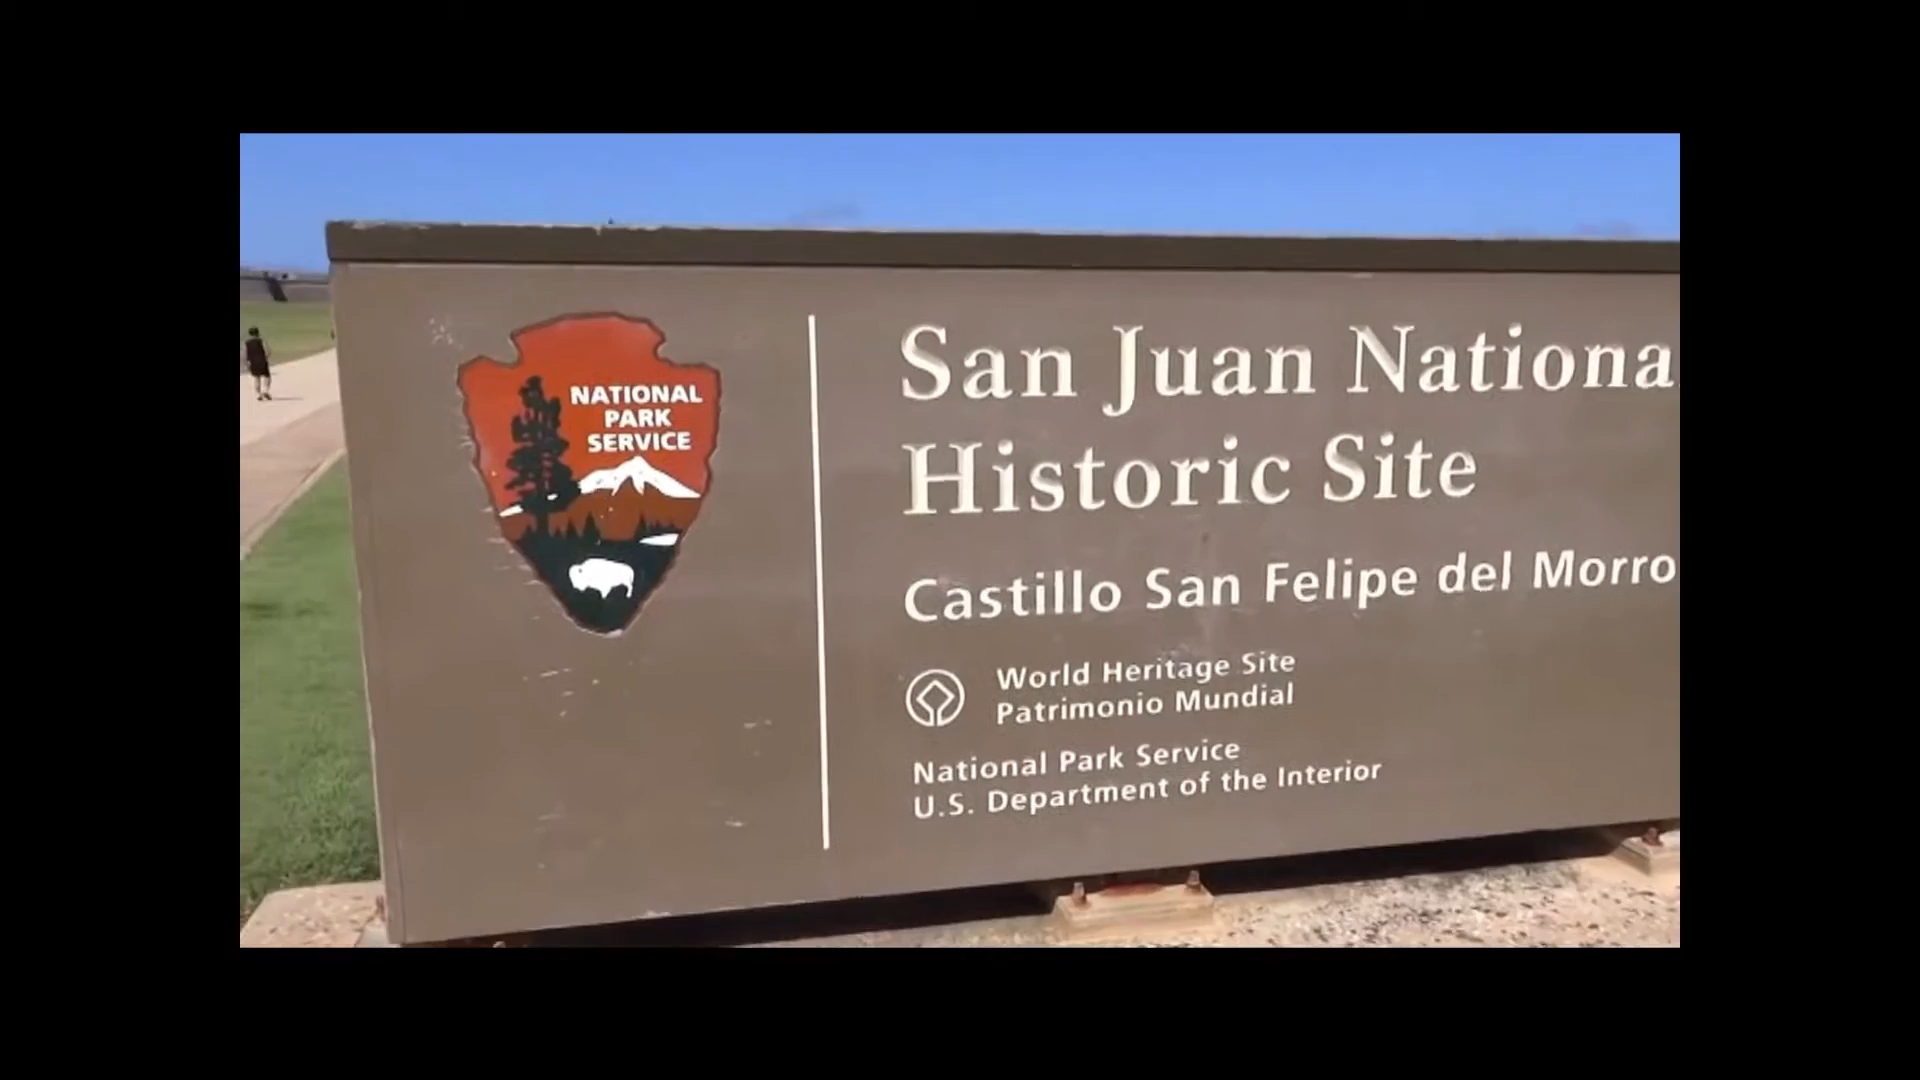 NATIONAL
PARK
SERVICE
San Juan Nationa
Historic Site
Castillo San Felipe del Morro
World Heritage Site
Patrimonio Mundial
National Park Service
U.S. Department of the Interior